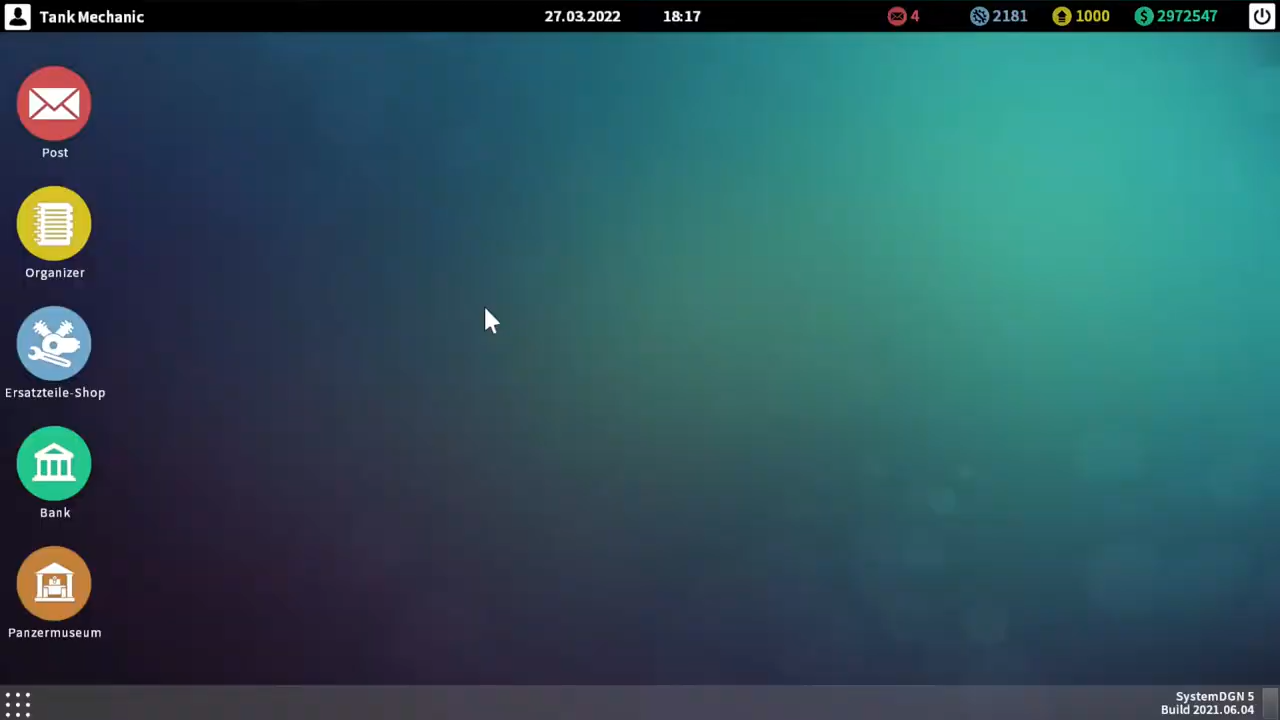 Tank Mechanic 27.03.2022 18:17 4 2181 1000 2972547
Post
Organizer
Ersatzteile-Shop
Bank
Panzermuseum
SystemDGN 5
Build 2021.06.04